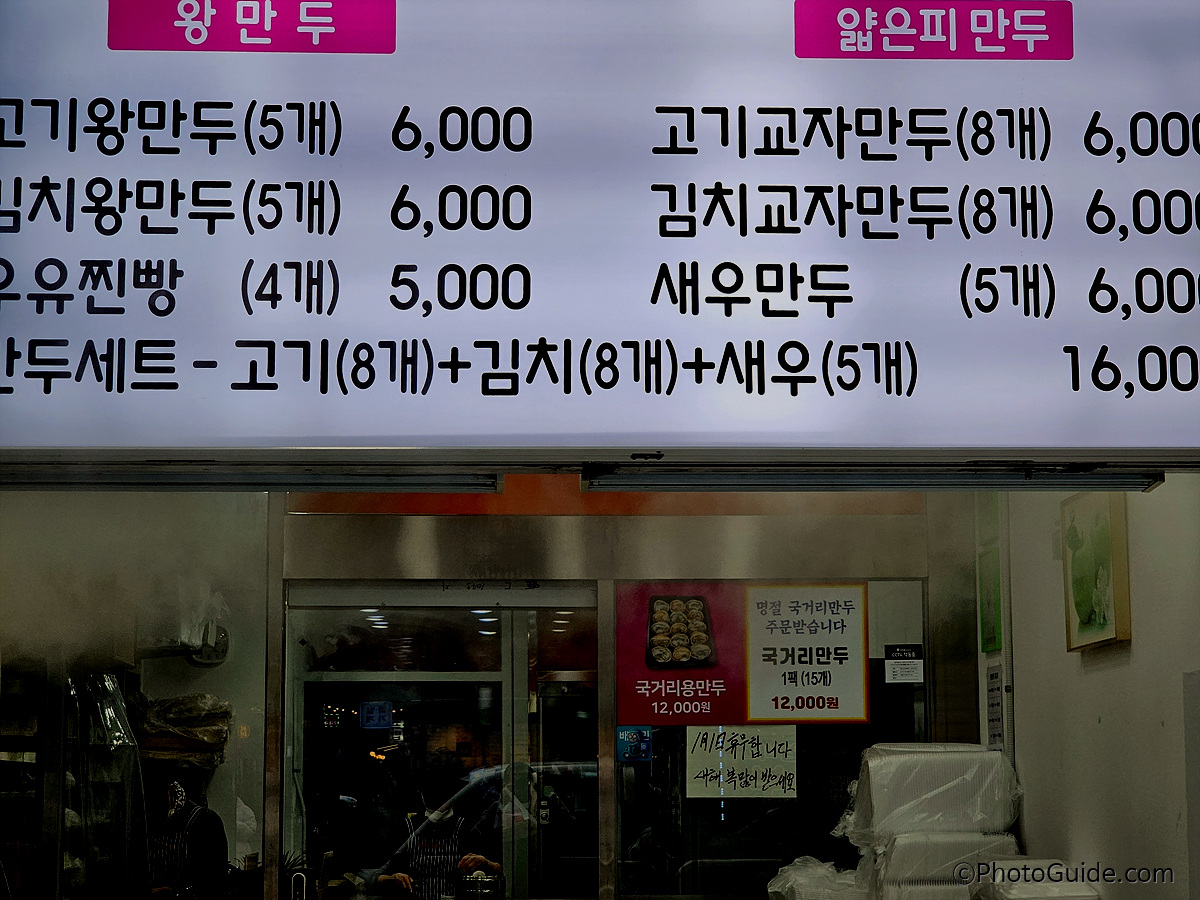 왕만두
얇은피 만두
고기왕만두(5개) 6,000
고기교자만두(8개) 6,000
김치왕만두(5개) 6,000
김치교자만두(8개) 6,000
우유찐빵 (4개) 5,000
새우만두 (5개) 6,000
만두세트 - 고기(8개)+김치(8개)+새우(5개) 16,00
국거리용만두
12,000원
명절 국거리만두
주문받습니다
국거리만두
1팩 (15개)
12,000원
1月1日 휴무합니다
새해 복많이 받으세요
©PhotoGuide.com